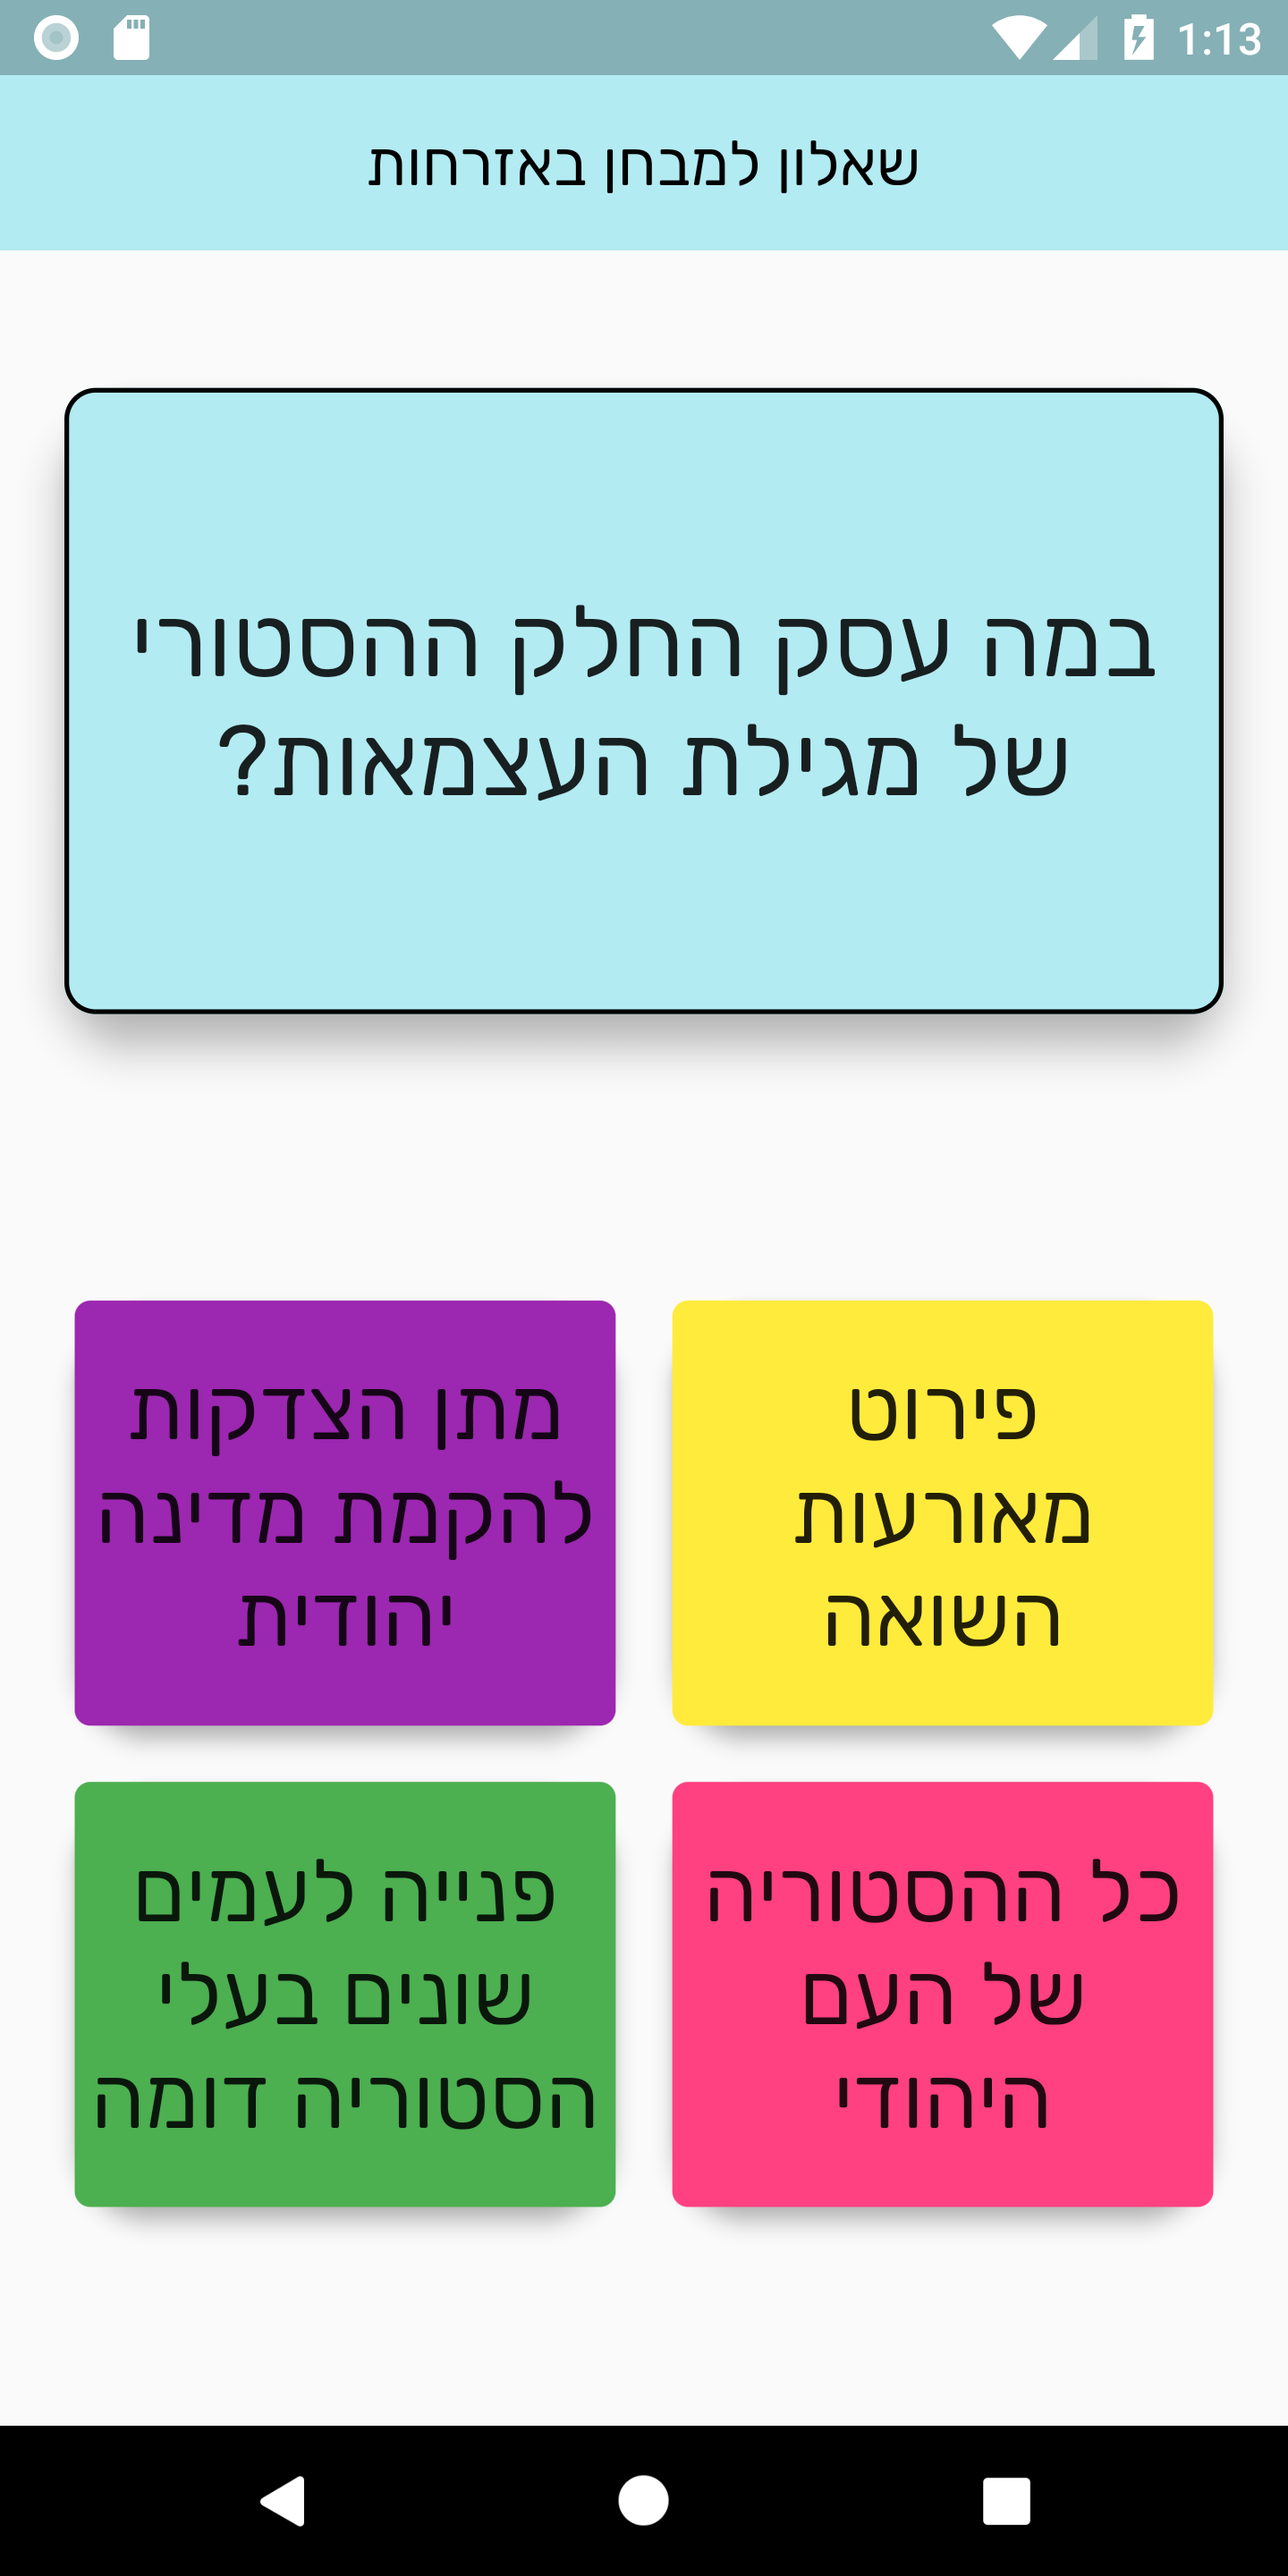 1:13
שאלון למבחן באזרחות
במה עסק החלק ההסטורי
של מגילת העצמאות?
פירוט
מאורעות
השואה
מתן הצדקות
להקמת מדינה
יהודית
כל ההסטוריה
של העם
היהודי
פנייה לעמים
שונים בעלי
הסטוריה דומה